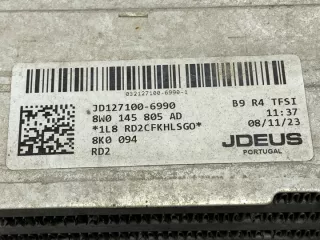 052127100-6990-1
JD127100-6990 B9 R4 TFSI
8W0 145 805 AD 11:37
*1L8 RD2CFKHLSGO* 08/11/23
8K0 094 JDEUS
RD2 PORTUGAL